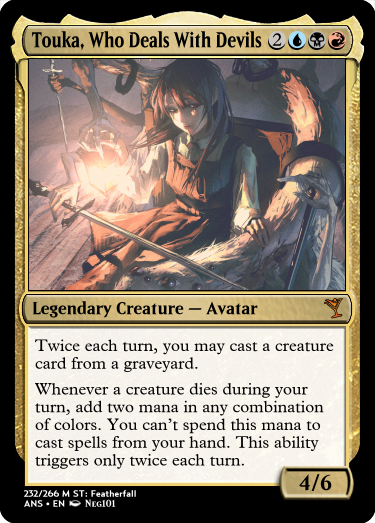 Touka, Who Deals With Devils 2
Legendary Creature — Avatar
Twice each turn, you may cast a creature
card from a graveyard.
Whenever a creature dies during your
turn, add two mana in any combination
of colors. You can't spend this mana to
cast spells from your hand. This ability
triggers only twice each turn.
4/6
232/266 M ST: Featherfall
ANS • EN Neg101